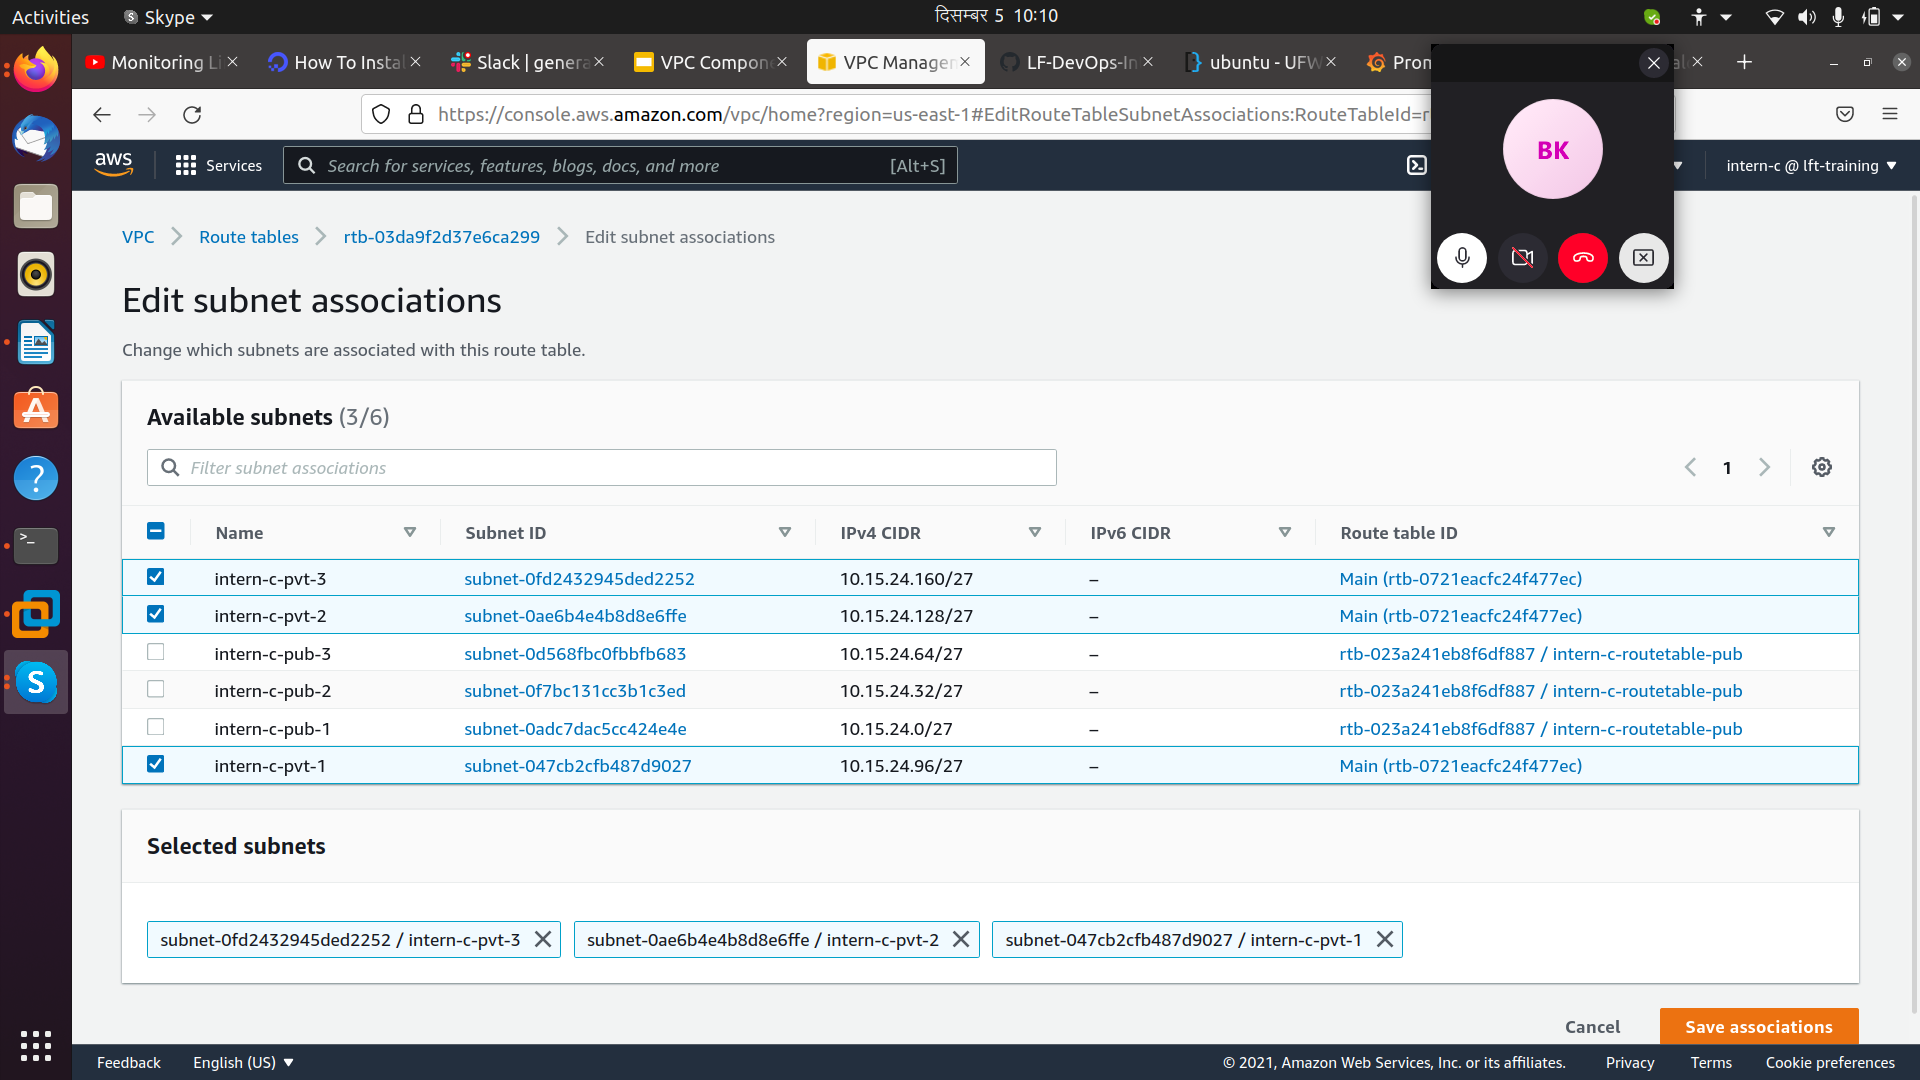 Activities Skype दिसम्बर 5 10:10
Monitoring Li How To Instal Slack | genera VPC Compon VPC Managem LF-DevOps-In ubuntu - UFW Pron
https://console.aws.amazon.com/vpc/home?region=us-east-1#EditRouteTableSubnetAssociations:RouteTableId=r
aws Services Search for services, features, blogs, docs, and more [Alt+S] intern-c @ lft-training
BK
VPC Route tables rtb-03da9f2d37e6ca299 Edit subnet associations
Edit subnet associations
Change which subnets are associated with this route table.
Available subnets (3/6)
Filter subnet associations 1
Name Subnet ID IPv4 CIDR IPv6 CIDR Route table ID
intern-c-pvt-3 subnet-0fd2432945ded2252 10.15.24.160/27 – Main (rtb-0721eacfc24f477ec)
intern-c-pvt-2 subnet-0ae6b4e4b8d8e6ffe 10.15.24.128/27 – Main (rtb-0721eacfc24f477ec)
intern-c-pub-3 subnet-0d568fbc0fbbfb683 10.15.24.64/27 – rtb-023a241eb8f6df887 / intern-c-routetable-pub
intern-c-pub-2 subnet-0f7bc131cc3b1c3ed 10.15.24.32/27 – rtb-023a241eb8f6df887 / intern-c-routetable-pub
intern-c-pub-1 subnet-0adc7dac5cc424e4e 10.15.24.0/27 – rtb-023a241eb8f6df887 / intern-c-routetable-pub
intern-c-pvt-1 subnet-047cb2cfb487d9027 10.15.24.96/27 – Main (rtb-0721eacfc24f477ec)
Selected subnets
subnet-0fd2432945ded2252 / intern-c-pvt-3 subnet-0ae6b4e4b8d8e6ffe / intern-c-pvt-2 subnet-047cb2cfb487d9027 / intern-c-pvt-1
Cancel Save associations
Feedback English (US) © 2021, Amazon Web Services, Inc. or its affiliates. Privacy Terms Cookie preferences